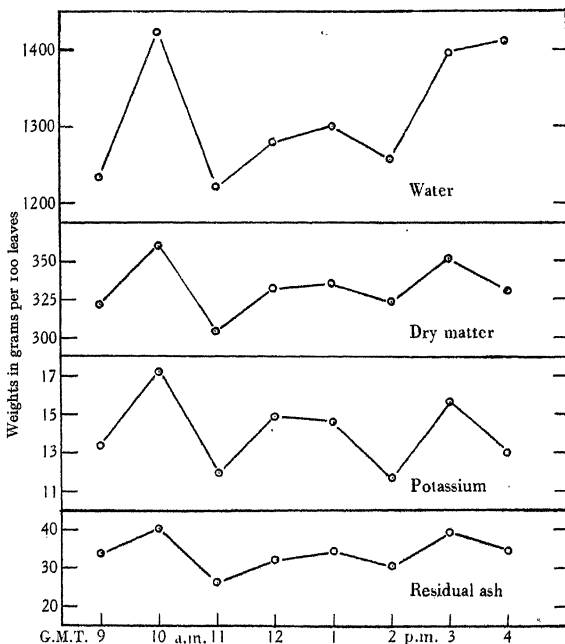 Weights in grams per 100 leaves
1400
1300
1200
Water
350
325
300
Dry matter
17
15
13
11
Potassium
40
30
20
Residual ash
G.M.T. 9 10 a.m. 11 12 1 2 p.m. 3 4